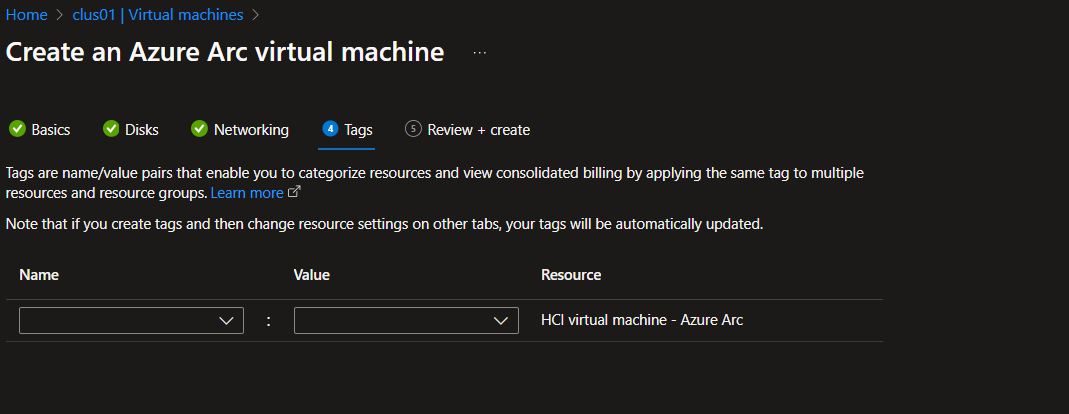 Home > clus01 | Virtual machines >
Create an Azure Arc virtual machine ...
Basics Disks Networking 4 Tags 5 Review + create
Tags are name/value pairs that enable you to categorize resources and view consolidated billing by applying the same tag to multiple
resources and resource groups. Learn more
Note that if you create tags and then change resource settings on other tabs, your tags will be automatically updated.
Name Value Resource
: HCI virtual machine - Azure Arc